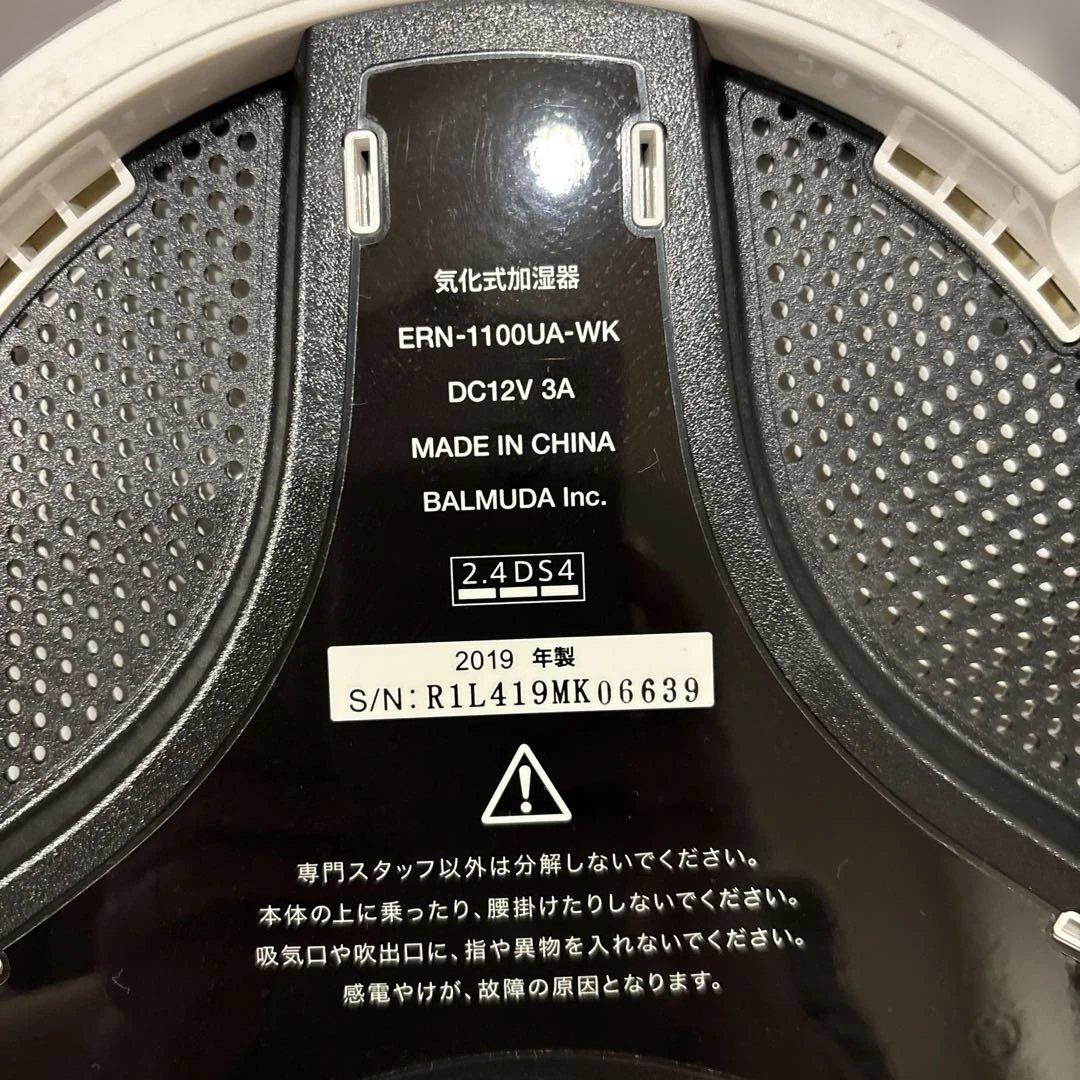 気化式加湿器
ERN-1100UA-WK
DC12V 3A
MADE IN CHINA
BALMUDA Inc.
2.4DS4
2019 年製
S/N: R1L419MK06639
専門スタッフ以外は分解しないでください。
本体の上に乗ったり、腰掛けたりしないでください。
吸気口や吹出口に、指や異物を入れないでください。
感電やけが、故障の原因となります。